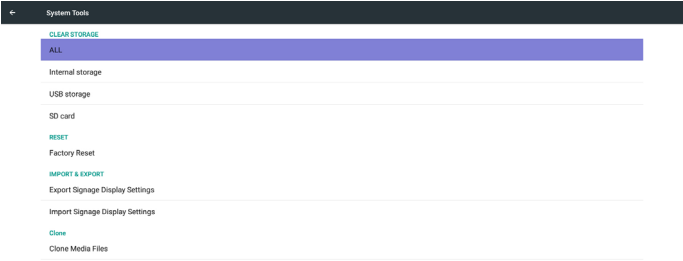 System Tools
CLEAR STORAGE
ALL
Internal storage
USB storage
SD card
RESET
Factory Reset
IMPORT & EXPORT
Export Signage Display Settings
Import Signage Display Settings
Clone
Clone Media Files